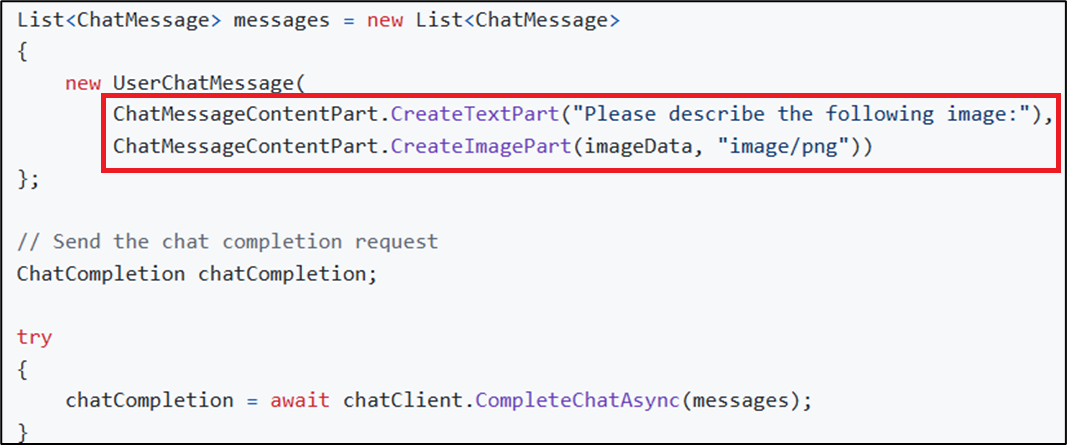 List<ChatMessage> messages = new List<ChatMessage>
{
    new UserChatMessage(
        ChatMessageContentPart.CreateTextPart("Please describe the following image:"),
        ChatMessageContentPart.CreateImagePart(imageData, "image/png"))
};

// Send the chat completion request
ChatCompletion chatCompletion;

try
{
    chatCompletion = await chatClient.CompleteChatAsync(messages);
}